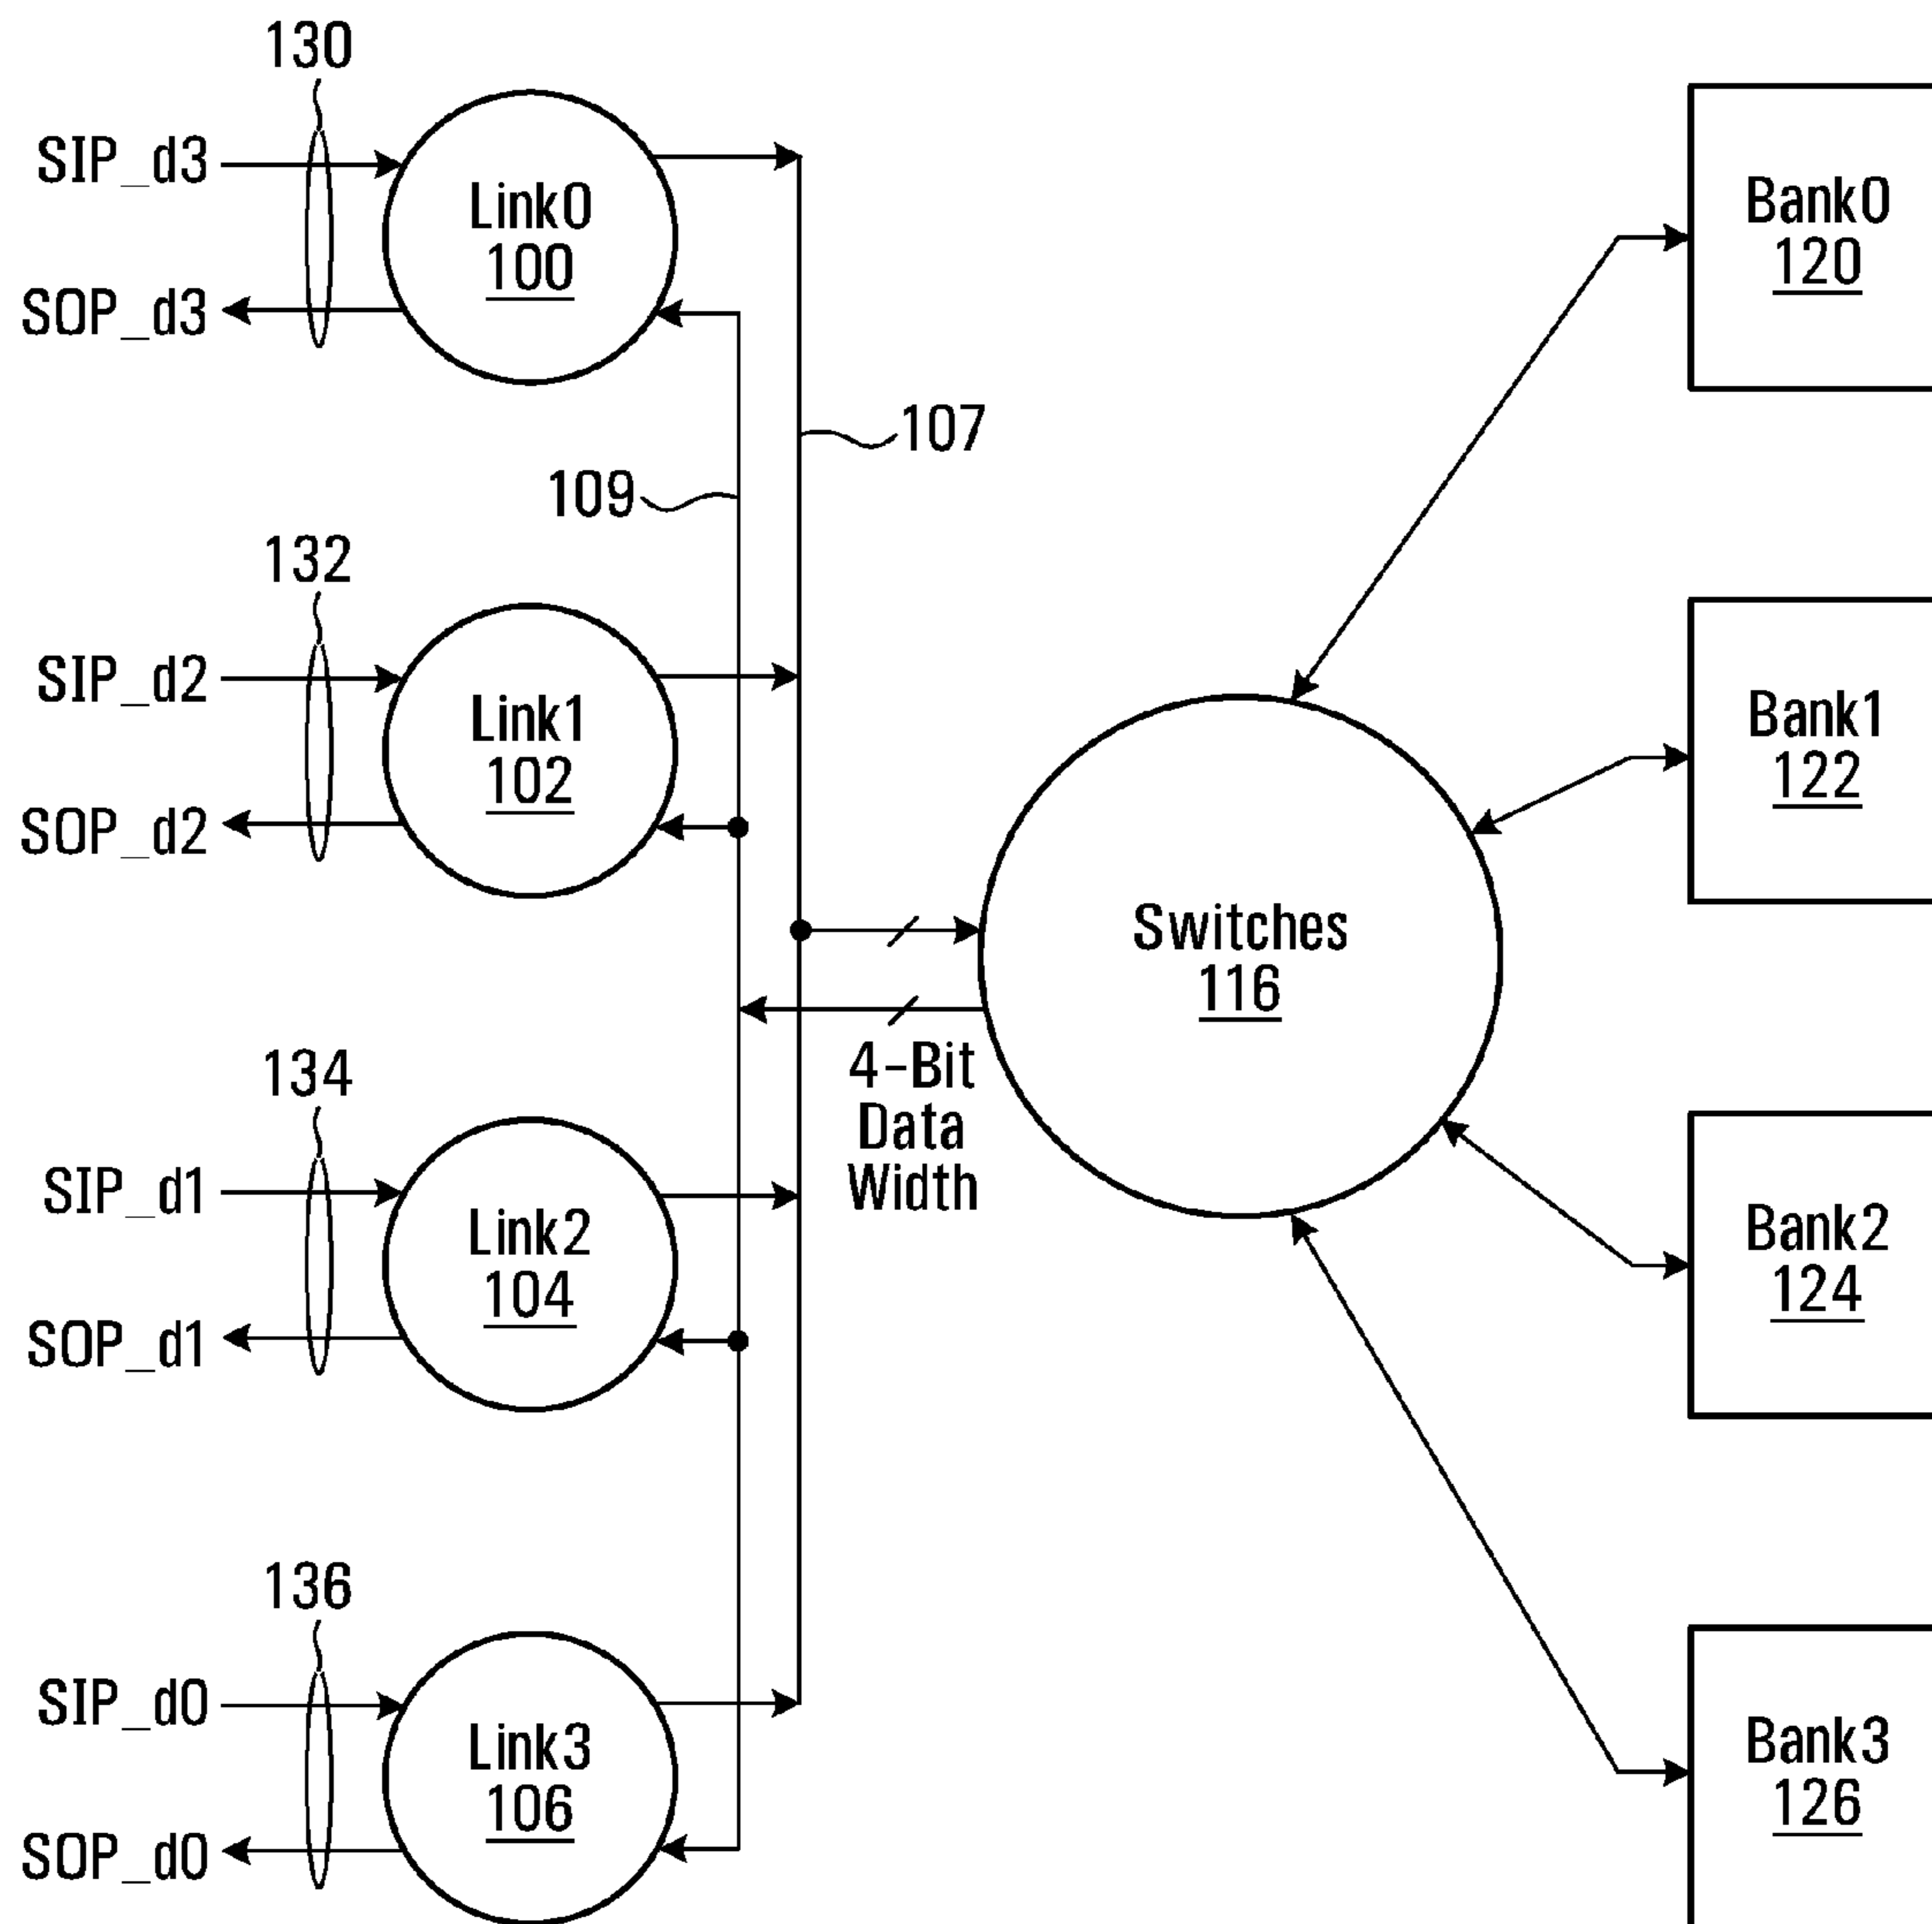 130
SIP_d3
SOP_d3
Link0
100
107
109
132
SIP_d2
SOP_d2
Link1
102
134
SIP_d1
SOP_d1
Link2
104
136
SIP_d0
SOP_d0
Link3
106
4-Bit
Data
Width
Switches
116
Bank0
120
Bank1
122
Bank2
124
Bank3
126